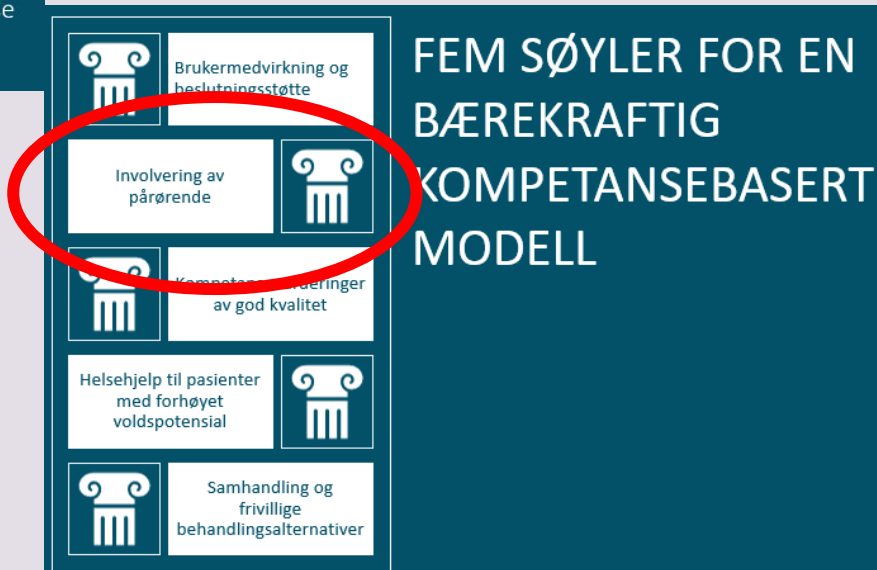 FEM SØYLER FOR EN
BÆREKRAFTIG
KOMPETANSEBASERT
MODELL
Brukermedvirkning og
beslutningsstøtte
Involvering av
pårørende
av god kvalitet
Helsehjelp til pasienter
med forhøyet
voldspotensial
Samhandling og
frivillige
behandlingsalternativer